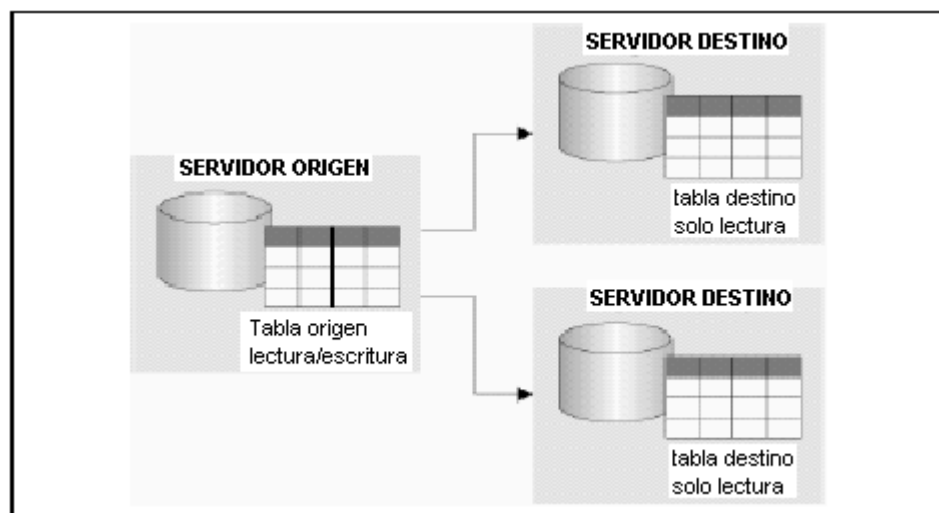 SERVIDOR DESTINO
tabla destino
solo lectura
SERVIDOR ORIGEN
Tabla origen
lectura/escritura
SERVIDOR DESTINO
tabla destino
solo lectura